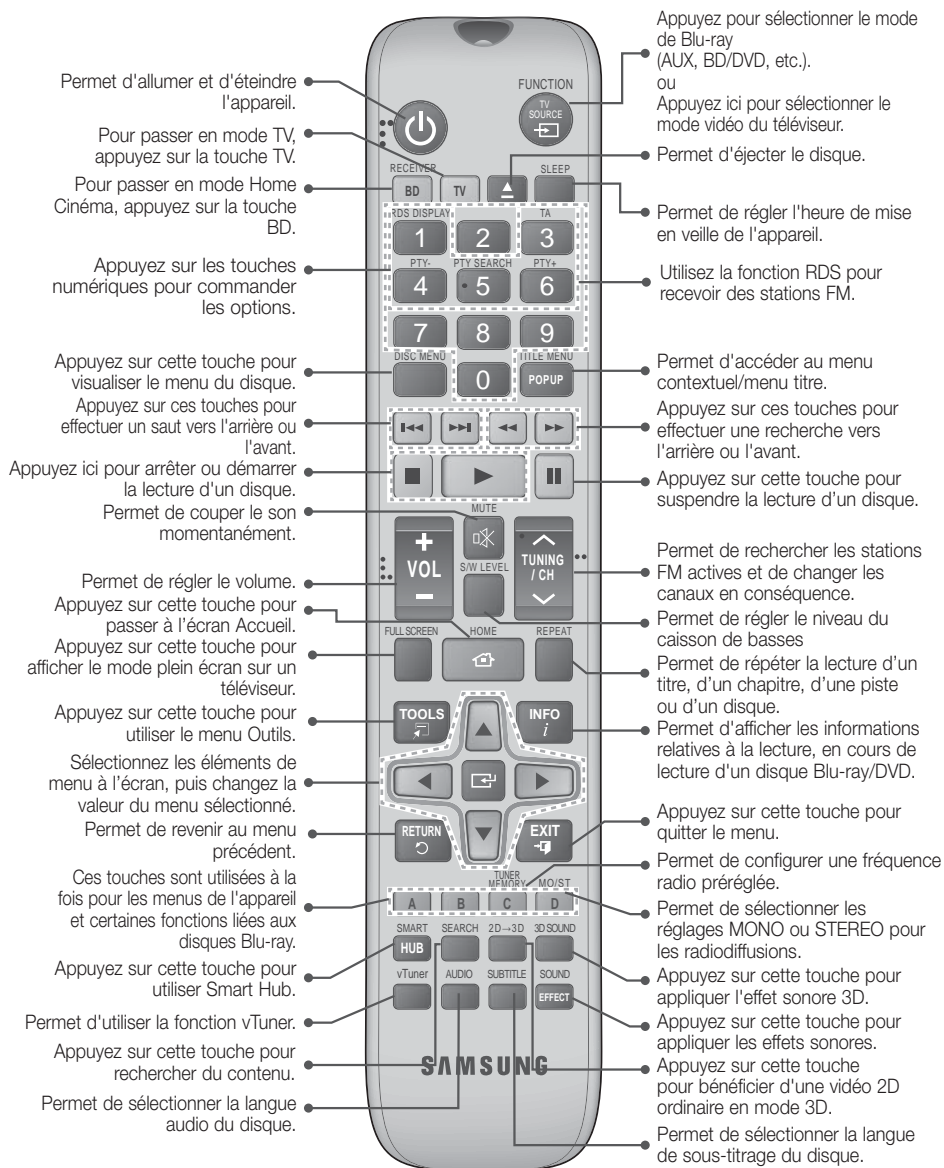 Permet d'allumer et d'éteindre
l'appareil.
Pour passer en mode TV,
appuyez sur la touche TV.
Pour passer en mode Home
Cinéma, appuyez sur la touche
BD.
Appuyez sur les touches
numériques pour commander
les options.
Appuyez sur cette touche pour
visualiser le menu du disque.
Appuyez sur ces touches pour
effectuer un saut vers l'arrière ou
l'avant.
Appuyez ici pour arrêter ou démarrer
la lecture d'un disque.
Permet de couper le son
momentanément.
Permet de régler le volume.
Appuyez sur cette touche pour
passer à l’écran Accueil.
Appuyez sur cette touche pour
afficher le mode plein écran sur un
téléviseur.
Appuyez sur cette touche pour
utiliser le menu Outils.
Sélectionnez les éléments de
menu à l’écran, puis changez la
valeur du menu sélectionné.
Permet de revenir au menu
précédent.
Ces touches sont utilisées à la
fois pour les menus de l'appareil
et certaines fonctions liées aux
disques Blu-ray.
Appuyez sur cette touche pour
utiliser Smart Hub.
Permet d'utiliser la fonction vTuner.
Appuyez sur cette touche pour
rechercher du contenu.
Permet de sélectionner la langue
audio du disque.
FUNCTION
TV
SOURCE
RECEIVER
SLEEP
BD
TV
RDS DISPLAY
TA
1
2
3
PTY-
PTY SEARCH
PTY+
4
5
6
7
8
9
DISC MENU
TITLE MENU
0
POPUP
MUTE
VOL
TUNING
/ CH
S/W LEVEL
FULL SCREEN
HOME
REPEAT
TOOLS
INFO
i
RETURN
EXIT
TUNER
MEMORY
MO/ST
A
B
C
D
SMART
SEARCH
2D→3D
3D SOUND
HUB
vTuner
AUDIO
SUBTITLE
SOUND
EFFECT
SAMSUNG
Appuyez pour sélectionner le mode
de Blu-ray
(AUX, BD/DVD, etc.).
ou
Appuyez ici pour sélectionner le
mode vidéo du téléviseur.
Permet d'éjecter le disque.
Permet de régler l'heure de mise
en veille de l'appareil.
Utilisez la fonction RDS pour
recevoir des stations FM.
Permet d'accéder au menu
contextuel/menu titre.
Appuyez sur ces touches pour
effectuer une recherche vers
l'arrière ou l'avant.
Appuyez sur cette touche pour
suspendre la lecture d’un disque.
Permet de rechercher les stations
FM actives et de changer les
canaux en conséquence.
Permet de régler le niveau du
caisson de basses
Permet de répéter la lecture d’un
titre, d’un chapitre, d’une piste
ou d’un disque.
Permet d'afficher les informations
relatives à la lecture, en cours de
lecture d'un disque Blu-ray/DVD.
Appuyez sur cette touche pour
quitter le menu.
Permet de configurer une fréquence
radio préréglée.
Permet de sélectionner les
réglages MONO ou STEREO pour
les radiodiffusions.
Appuyez sur cette touche pour
appliquer l'effet sonore 3D.
Appuyez sur cette touche pour
appliquer les effets sonores.
Appuyez sur cette touche
pour bénéficier d'une vidéo 2D
ordinaire en mode 3D.
Permet de sélectionner la langue
de sous-titrage du disque.